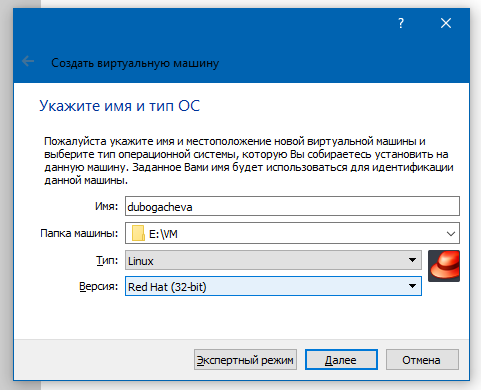 ?
Создать виртуальную машину
Укажите имя и тип ОС
Пожалуйста укажите имя и местоположение новой виртуальной машины и
выберите тип операционной системы, которую Вы собираетесь установить на
данную машину. Заданное Вами имя будет использоваться для идентификации
данной машины.
Имя: dubogacheva
Папка машины: E:\VM
Тип: Linux
Версия: Red Hat (32-bit)
Экспертный режим Далее Отмена